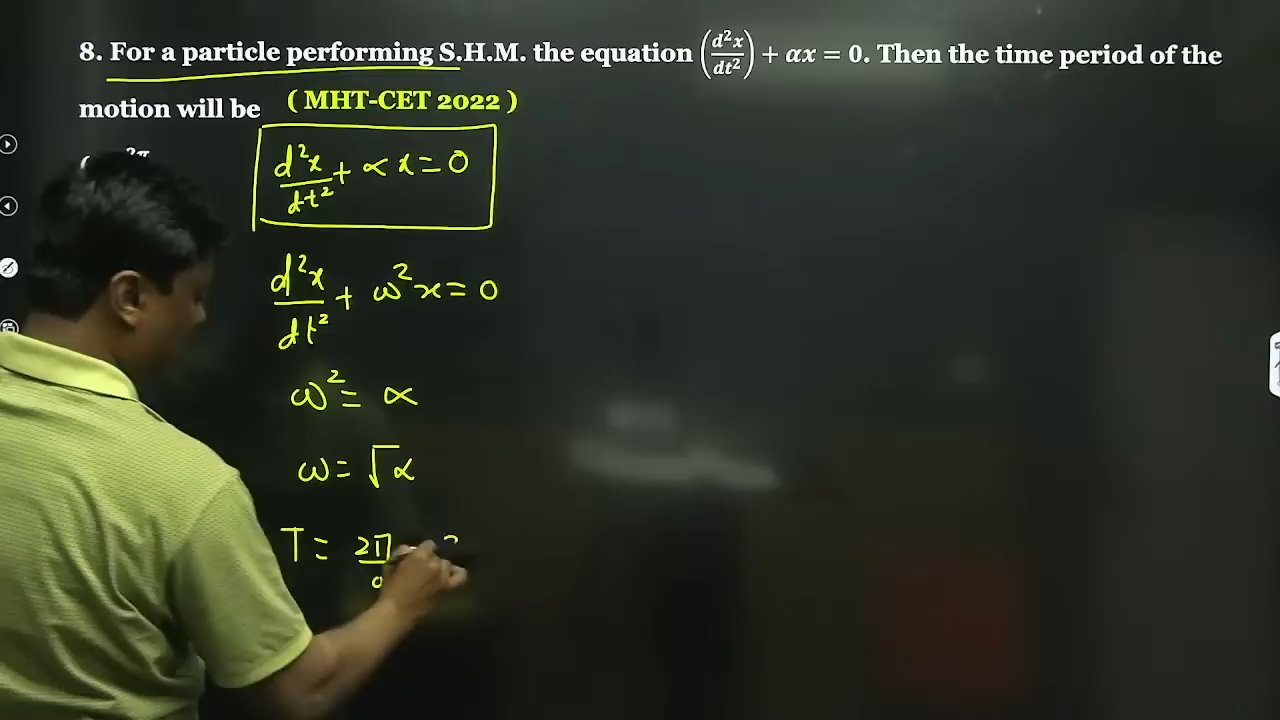 8. For a particle performing S.H.M. the equation (d²x/dt²) + αx = 0. Then the time period of the
motion will be ( MHT-CET 2022 )
2π
d²x/dt² + α x = 0
d²x/dt² + ω²x = 0
ω² = α
ω = √α
T = 2π